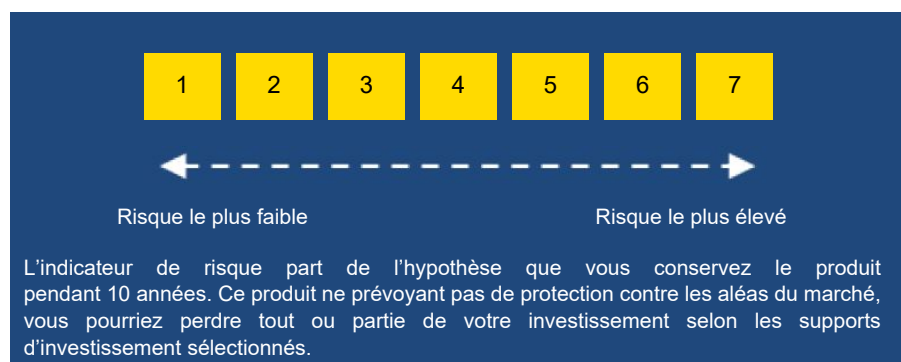 1 2 3 4 5 6 7
Risque le plus faible Risque le plus élevé
L'indicateur de risque part de l'hypothèse que vous conservez le produit
pendant 10 années. Ce produit ne prévoyant pas de protection contre les aléas du marché,
vous pourriez perdre tout ou partie de votre investissement selon les supports
d'investissement sélectionnés.